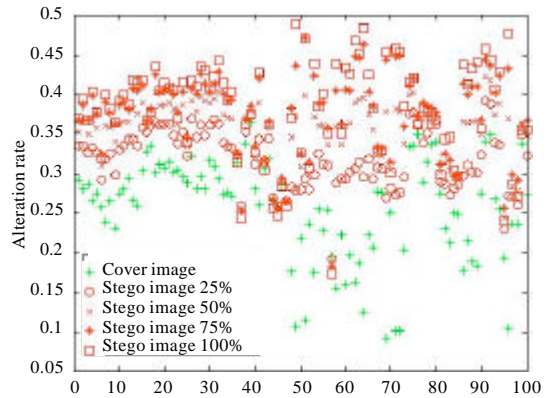 0.5
0.45
0.4
0.35
0.3
0.25
0.2
0.15
0.1
0.05
Alteration rate
Cover image
Stego image 25%
Stego image 50%
Stego image 75%
Stego image 100%
0 10 20 30 40 50 60 70 80 90 100